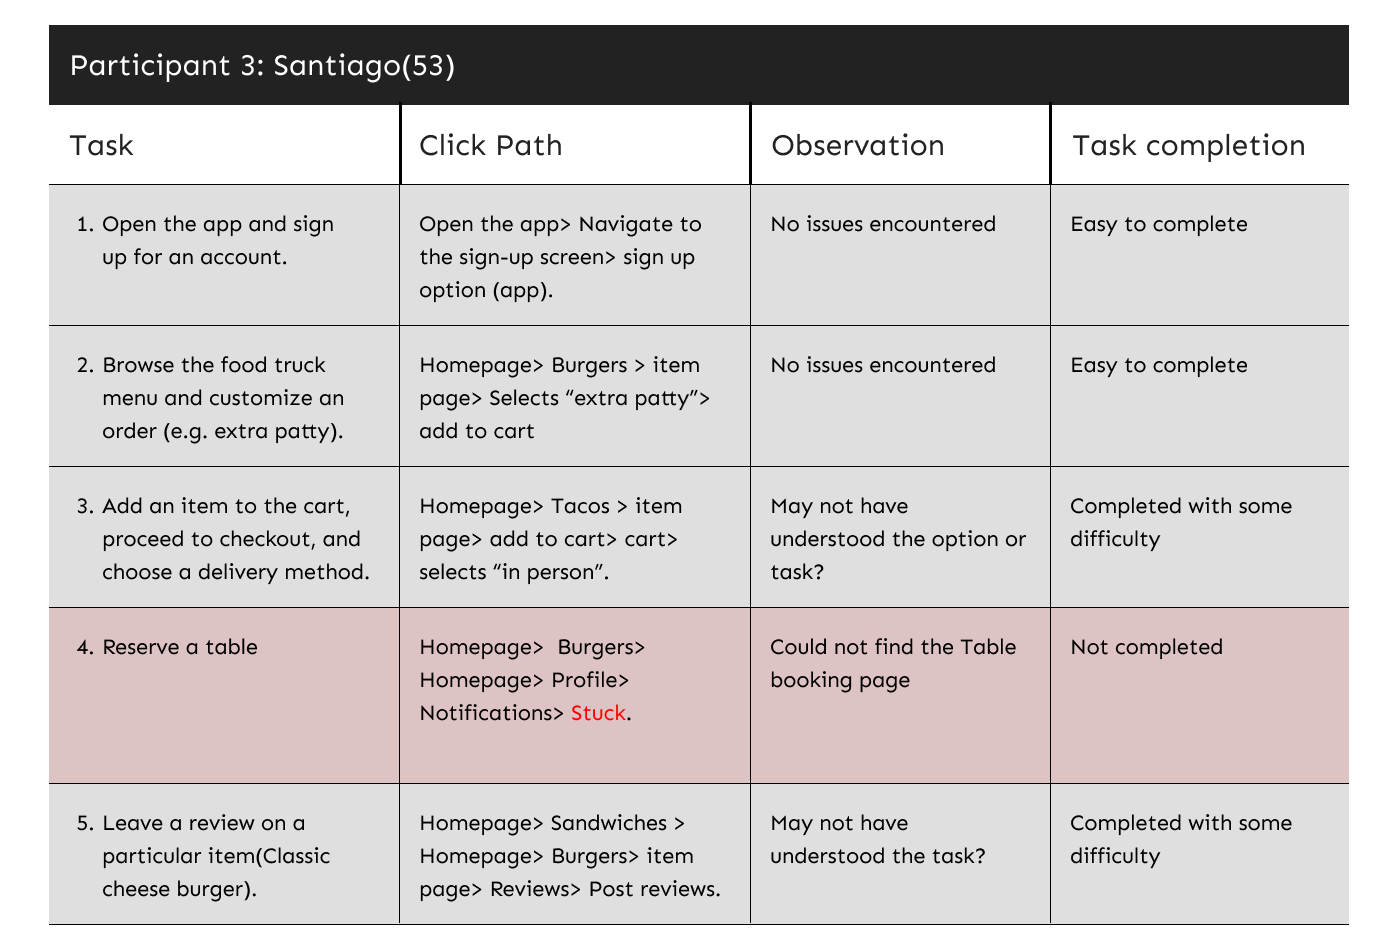 Participant 3: Santiago(53)
Task
Click Path
Observation
Task completion
1. Open the app and sign
up for an account.
Open the app> Navigate to
the sign-up screen> sign up
option (app).
No issues encountered
Easy to complete
2. Browse the food truck
menu and customize an
order (e.g. extra patty).
Homepage> Burgers > item
page> Selects “extra patty”>
add to cart
No issues encountered
Easy to complete
3. Add an item to the cart,
proceed to checkout, and
choose a delivery method.
Homepage> Tacos > item
page> add to cart> cart>
selects “in person”.
May not have
understood the option or
task?
Completed with some
difficulty
4. Reserve a table
Homepage>  Burgers>
Homepage> Profile>
Notifications> Stuck.
Could not find the Table
booking page
Not completed
5. Leave a review on a
particular item(Classic
cheese burger).
Homepage> Sandwiches >
Homepage> Burgers> item
page> Reviews> Post reviews.
May not have
understood the task?
Completed with some
difficulty